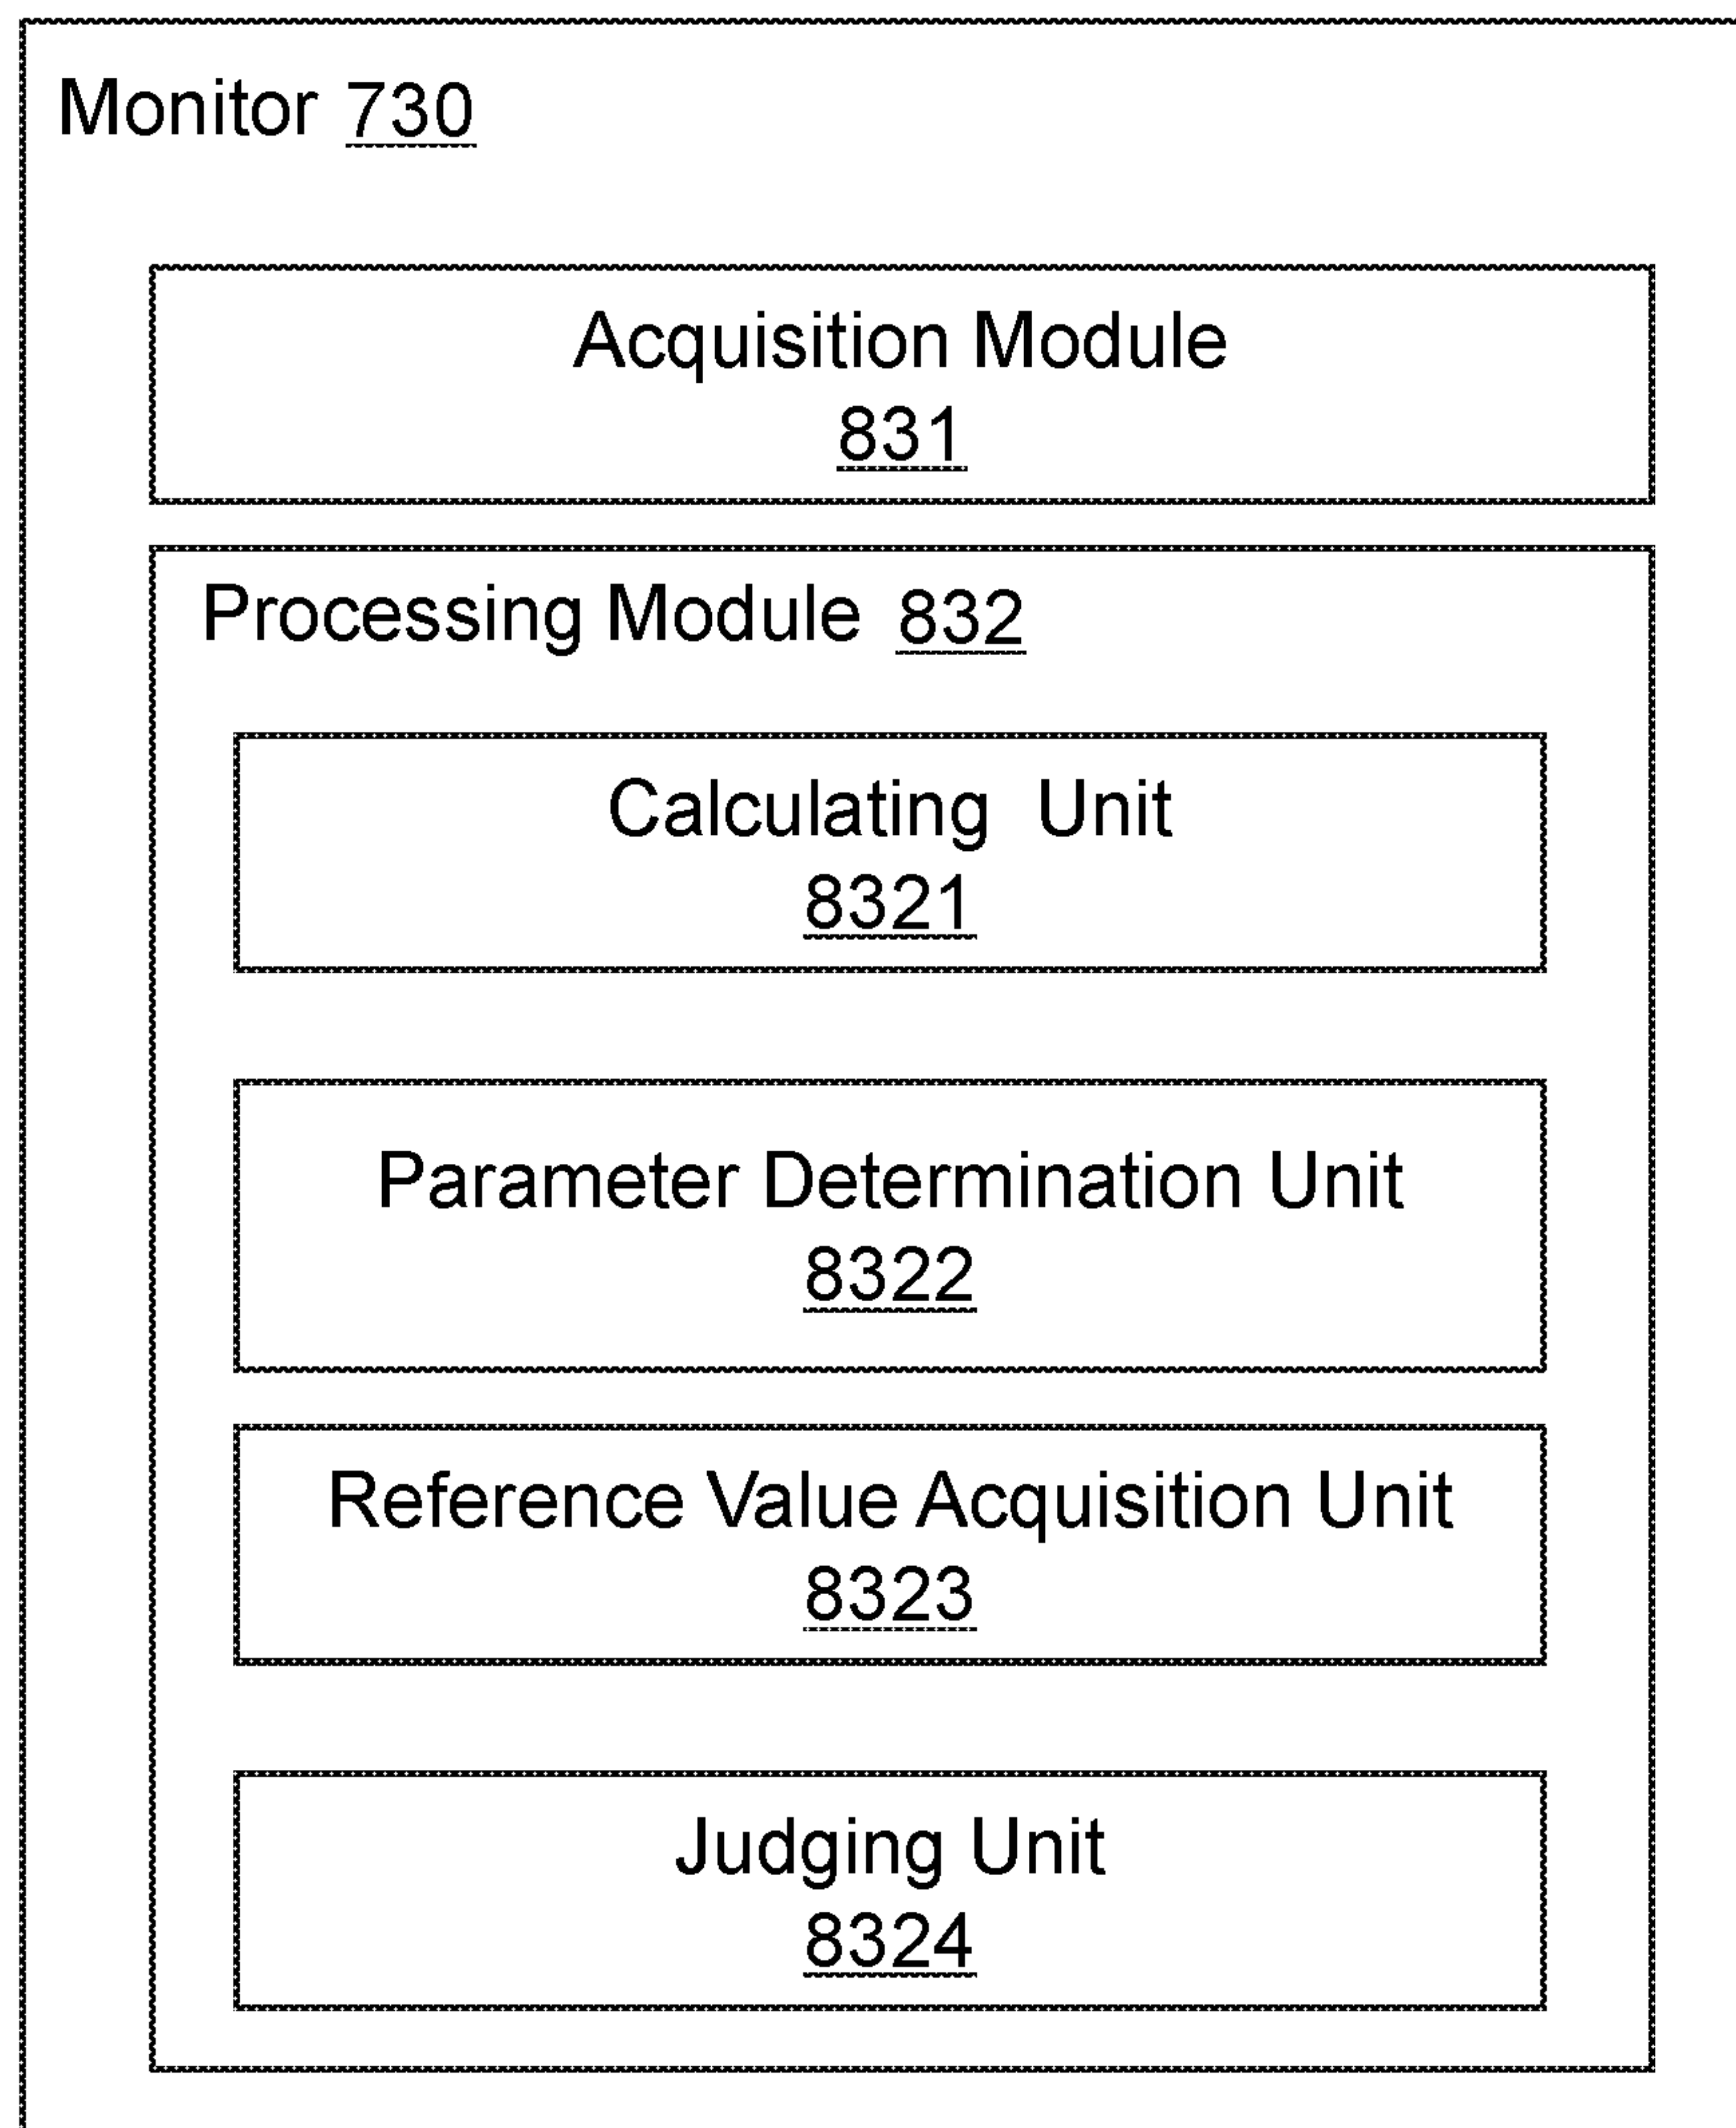 Monitor 730
Acquisition Module
831
Processing Module 832
Calculating Unit
8321
Parameter Determination Unit
8322
Reference Value Acquisition Unit
8323
Judging Unit
8324